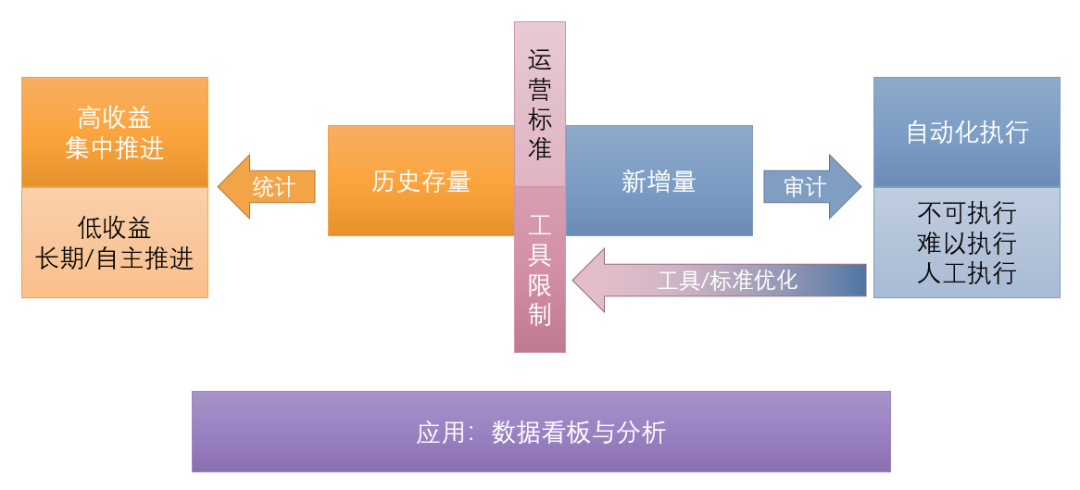 高收益
集中推进
低收益
长期/自主推进
统计
历史存量
运营标准
工具限制
新增量
审计
自动化执行
不可执行
难以执行
人工执行
工具/标准优化
应用：数据看板与分析